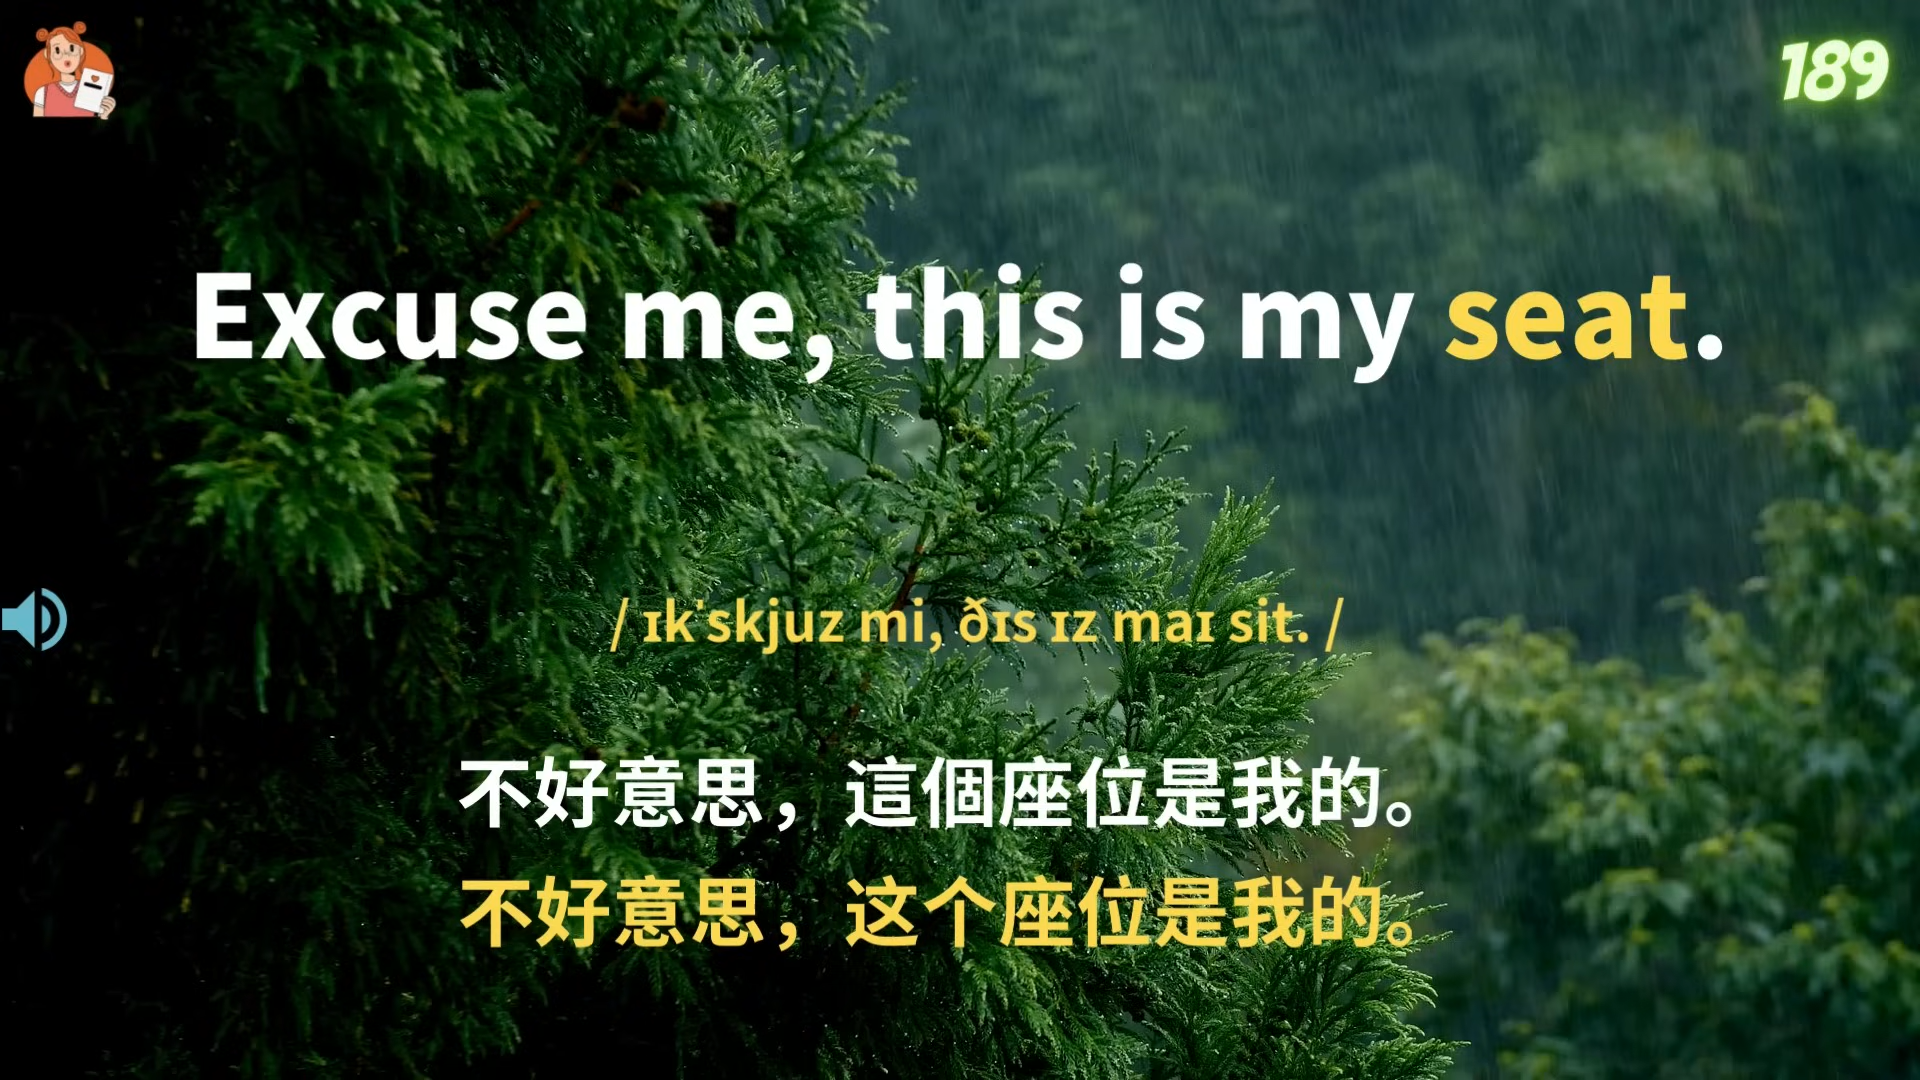 189
Excuse me, this is my seat.
/ ɪkˈskjuz mi, ðɪs ɪz maɪ sit. /
不好意思，這個座位是我的。
不好意思，这个座位是我的。